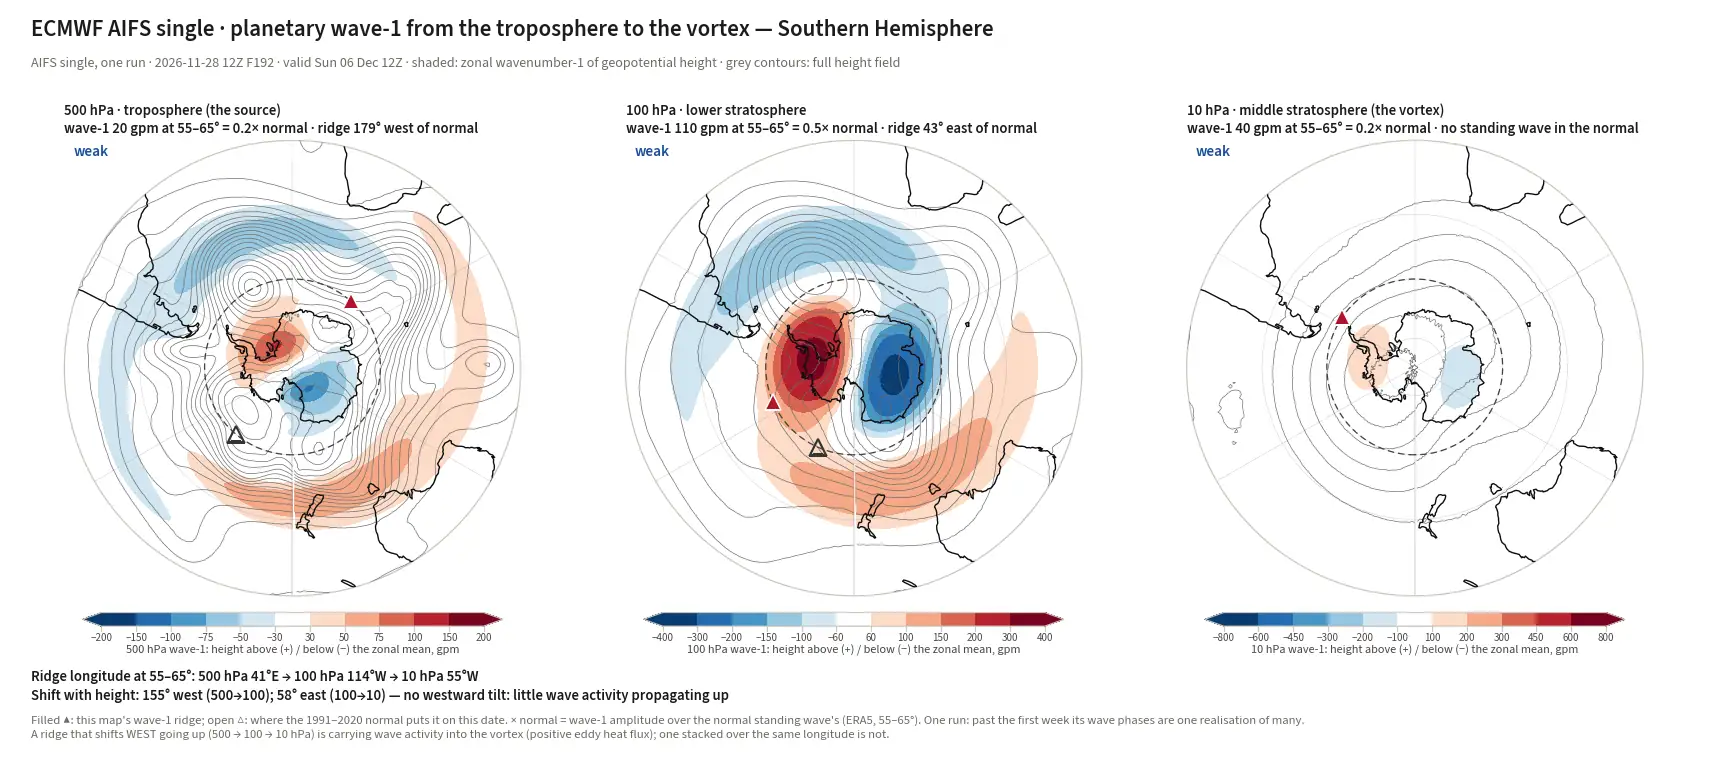 ECMWF AIFS single · planetary wave-1 from the troposphere to the vortex — Southern Hemisphere
AIFS single, one run · 2026-11-28 12Z F192 · valid Sun 06 Dec 12Z · shaded: zonal wavenumber-1 of geopotential height · grey contours: full height field
500 hPa · troposphere (the source)
wave-1 20 gpm at 55–65° = 0.2× normal · ridge 179° west of normal
weak
100 hPa · lower stratosphere
wave-1 110 gpm at 55–65° = 0.5× normal · ridge 43° east of normal
weak
10 hPa · middle stratosphere (the vortex)
wave-1 40 gpm at 55–65° = 0.2× normal · no standing wave in the normal
weak
−200 −150 −100 −75 −50 −30 30 50 75 100 150 200
500 hPa wave-1: height above (+) / below (−) the zonal mean, gpm
−400 −300 −200 −150 −100 −60 60 100 150 200 300 400
100 hPa wave-1: height above (+) / below (−) the zonal mean, gpm
−800 −600 −450 −300 −200 −100 100 200 300 450 600 800
10 hPa wave-1: height above (+) / below (−) the zonal mean, gpm
Ridge longitude at 55–65°: 500 hPa 41°E → 100 hPa 114°W → 10 hPa 55°W
Shift with height: 155° west (500→100); 58° east (100→10) — no westward tilt: little wave activity propagating up
Filled ▲: this map's wave-1 ridge; open △: where the 1991–2020 normal puts it on this date. × normal = wave-1 amplitude over the normal standing wave's (ERA5, 55–65°). One run: past the first week its wave phases are one realisation of many.
A ridge that shifts WEST going up (500 → 100 → 10 hPa) is carrying wave activity into the vortex (positive eddy heat flux); one stacked over the same longitude is not.